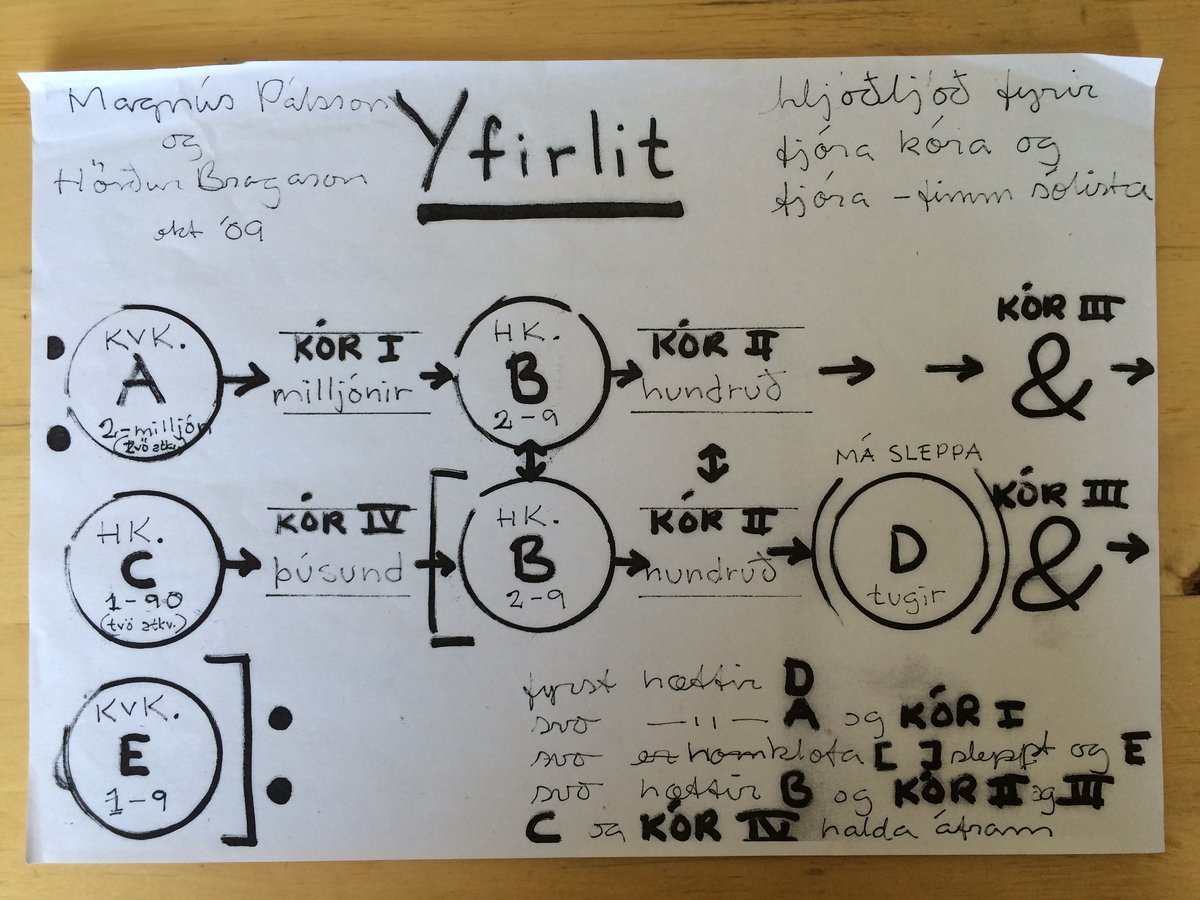 Magnús Pálsson
og
Hörður Bragason
okt '09
Yfirlit
hljóðljóð fyrir
fjóra kóra og
fjóra - fimm sólista
KVK.
A
2-milljón
(tvö atkv.)
KÓR I
milljónir
HK.
B
2-9
KÓR II
hundruð
KÓR III
&
HK.
C
1-90
(tvö atkv.)
KÓR IV
þúsund
[
HK.
B
2-9
KÓR II
hundruð
MÁ SLEPPA
(
D
tugir
)
KÓR III
&
KVK.
E
1-9
]
fyrst hættir D
svo —11— A og KÓR I
svo er hornklofa [ ] sleppt og E
svo hættir B og KÓR II og III
C og KÓR IV halda áfram